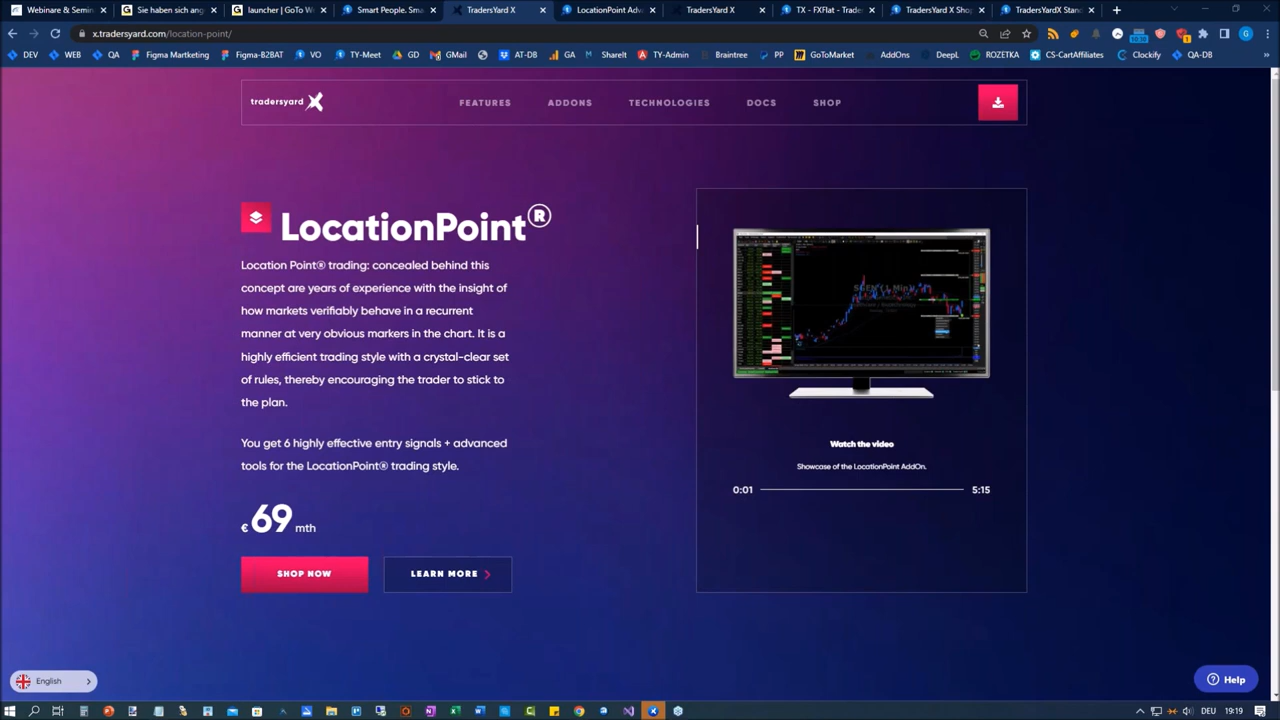 Webinare & Semin
Sie haben sich ang
launcher | GoTo W
Smart People. Sma
TradersYard X
LocationPoint Adv
TradersYard X
TX - FXFlat - Trade
TradersYard X Sho
TradersYardX Stan
x.tradersyard.com/location-point/
DEV
WEB
QA
Figma Martketing
Figma-B2BAT
VO
TY-Meet
GD
GMail
AT-DB
GA
ShareIt
TY-Admin
Braintree
PP
GoToMarket
AddOns
DeepL
ROZETKA
CS-CartAffiliates
Clockify
QA-DB
tradersyard X
FEATURES
ADDONS
TECHNOLOGIES
DOCS
SHOP
LocationPoint®
Location Point® trading: concealed behind this
concept are years of experience with the insight of
how markets verifiably behave in a recurrent
manner at very obvious markers in the chart. It is a
highly efficient trading style with a crystal-clear set
of rules, thereby encouraging the trader to stick to
the plan.
You get 6 highly effective entry signals + advanced
tools for the LocationPoint® trading style.
€ 69 mth
SHOP NOW
LEARN MORE
Watch the video
Showcase of the LocationPoint AddOn.
0:01
5:15
English
Help
DEU
19:19